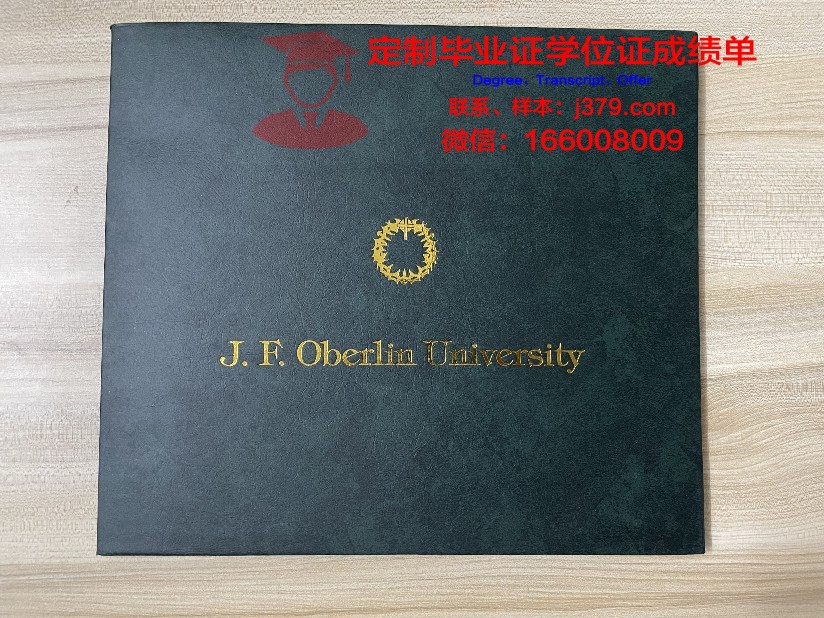 定制毕业证学位证成绩单
Degree、Transcript、Offer
联系、样本：j379.com
微信：166008009
J. F. Oberlin University